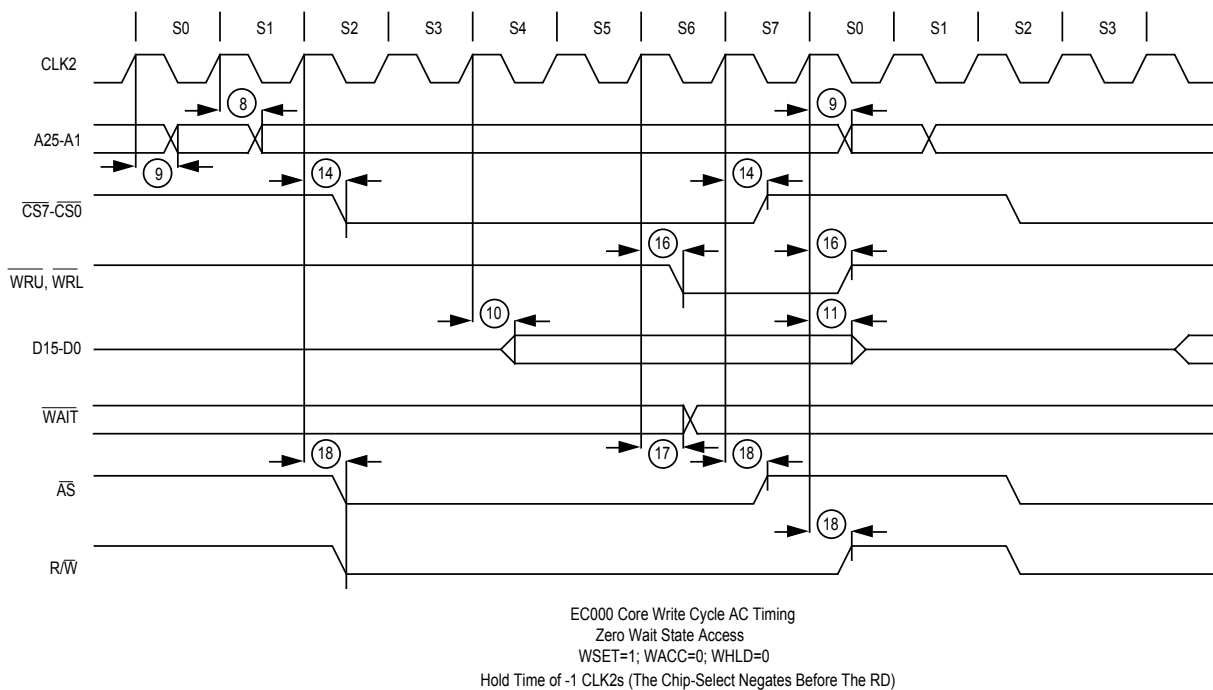 S0 S1 S2 S3 S4 S5 S6 S7 S0 S1 S2 S3
CLK2
8 9
A25-A1
9 14 14
CS7-CS0
16 16
WRU, WRL
10 11
D15-D0
WAIT
18 17 18
AS
18
R/W
EC000 Core Write Cycle AC Timing
Zero Wait State Access
WSET=1; WACC=0; WHLD=0
Hold Time of -1 CLK2s (The Chip-Select Negates Before The RD)